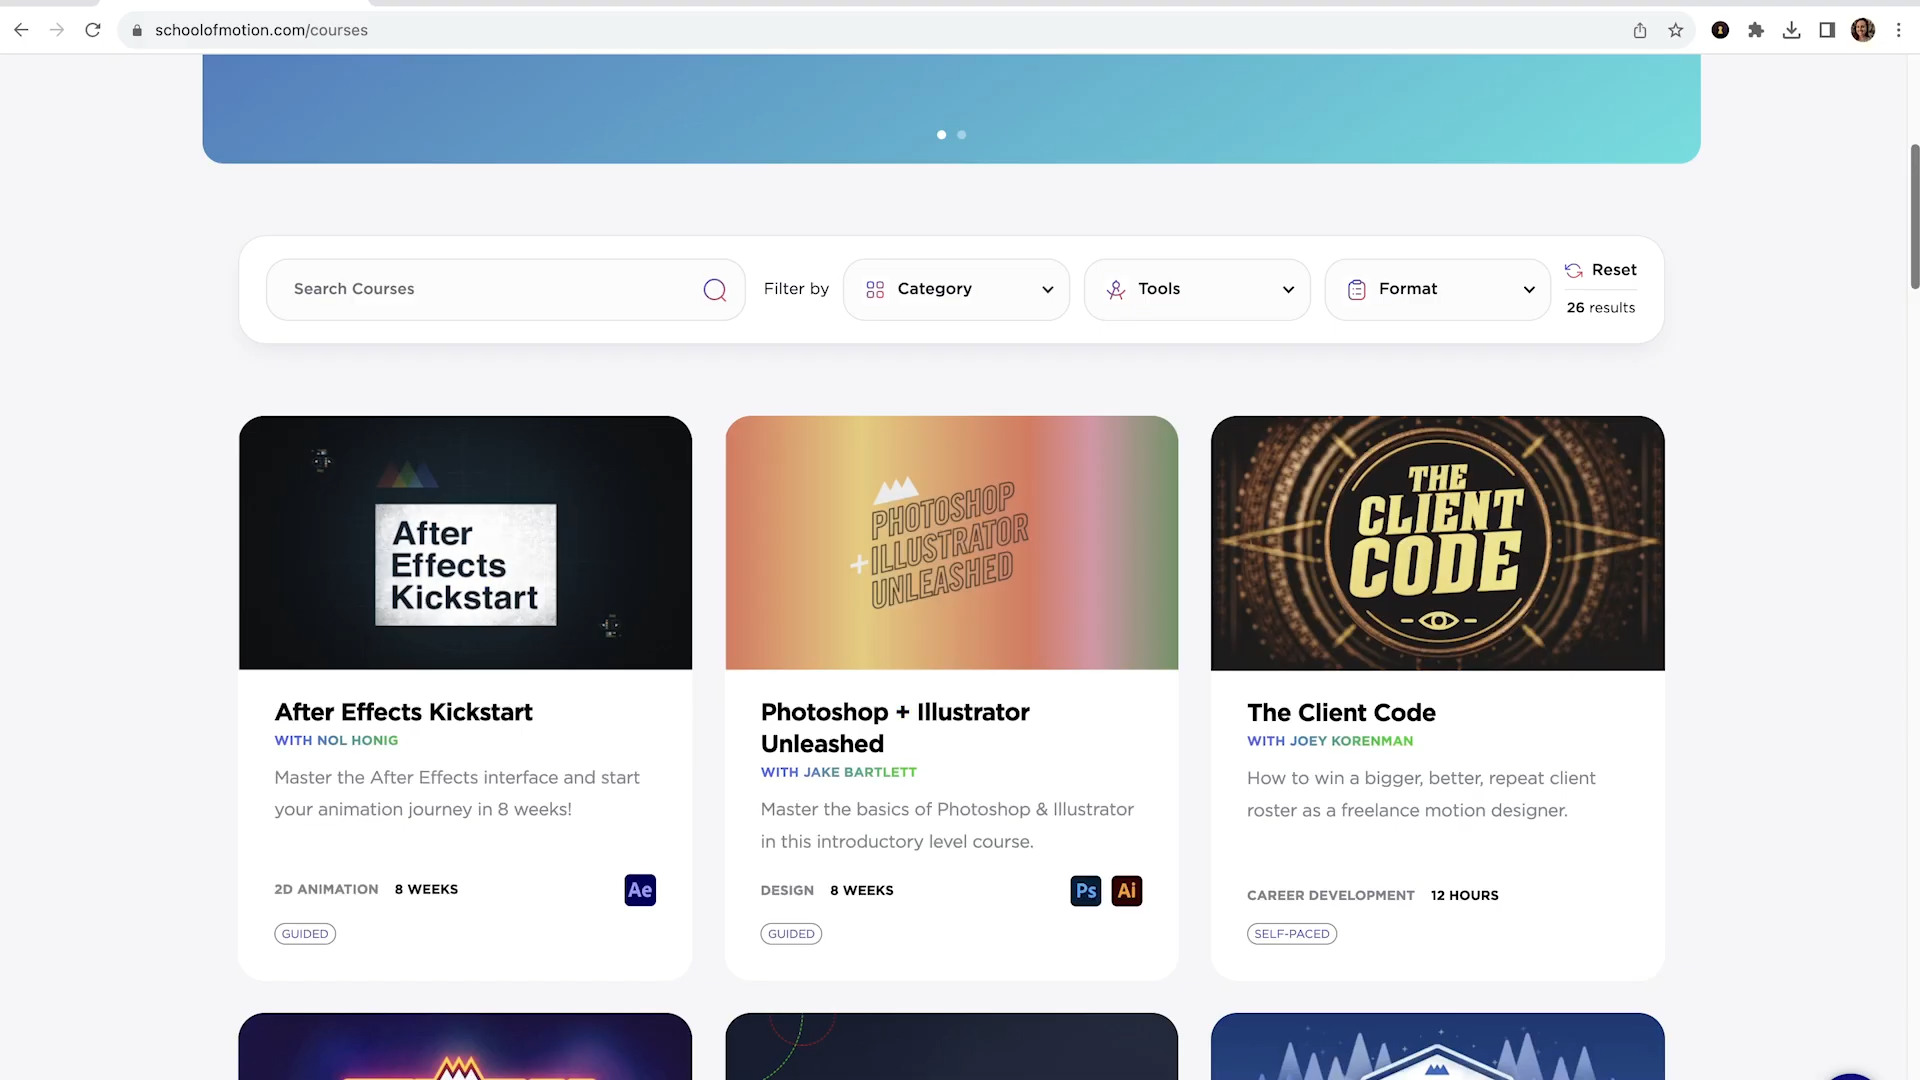 schoolofmotion.com/courses
Search Courses
Filter by
Category
Tools
Format
Reset
26 results
After
Effects
Kickstart
PHOTOSHOP
+ ILLUSTRATOR
UNLEASHED
THE
CLIENT
CODE
After Effects Kickstart
WITH NOL HONIG
Master the After Effects interface and start
your animation journey in 8 weeks!
2D ANIMATION 8 WEEKS
Ae
GUIDED
Photoshop + Illustrator
Unleashed
WITH JAKE BARTLETT
Master the basics of Photoshop & Illustrator
in this introductory level course.
DESIGN 8 WEEKS
Ps Ai
GUIDED
The Client Code
WITH JOEY KORENMAN
How to win a bigger, better, repeat client
roster as a freelance motion designer.
CAREER DEVELOPMENT 12 HOURS
SELF-PACED